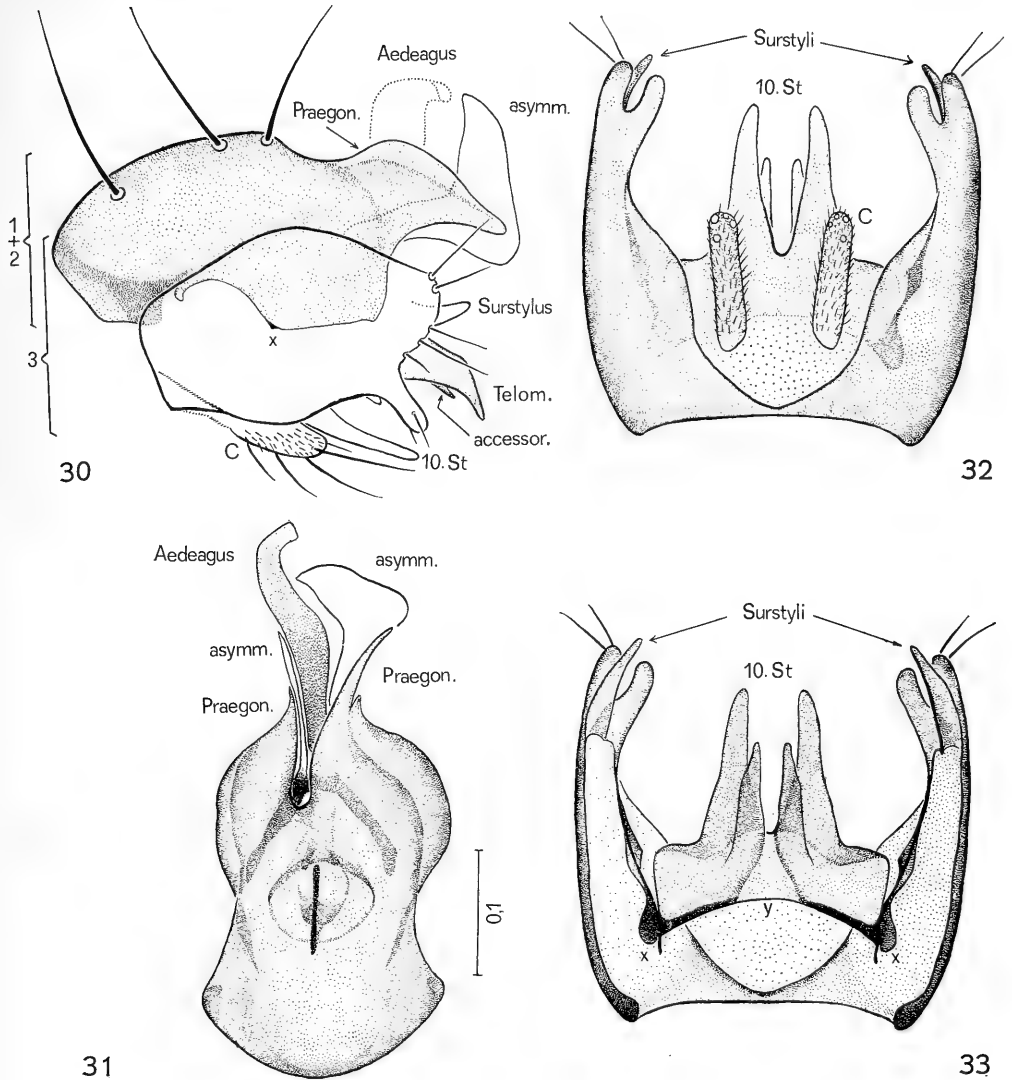 Aedeagus
Praegon.
asymm.
1
+
2
3
x
Surstylus
Telom.
accessor.
10. St
C
30
Surstyli
10. St
C
32
Aedeagus
asymm.
asymm.
Praegon.
Praegon.
0,1
31
Surstyli
10. St
y
x
x
33